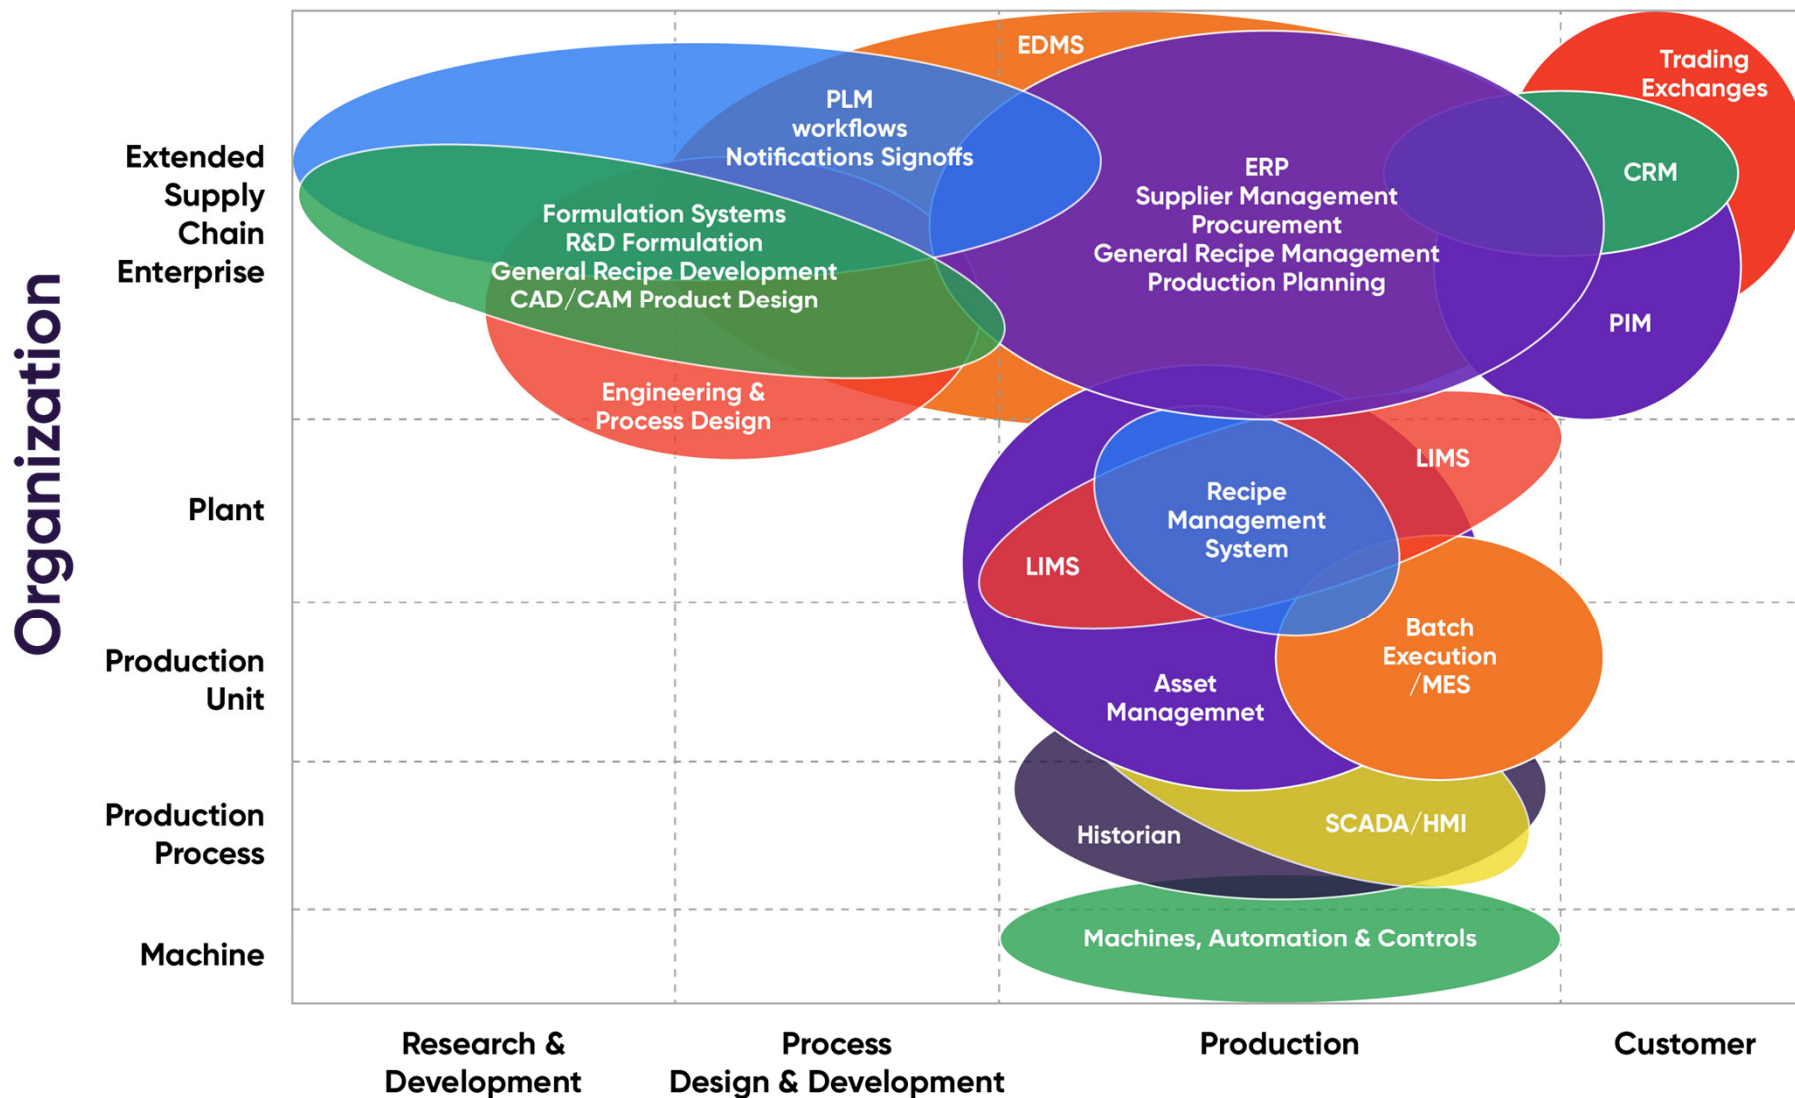 EDMS
Trading
Exchanges
PLM
workflows
Notifications Signoffs
Extended
Supply
Chain
Enterprise
ERP
Supplier Management
Procurement
General Recipe Management
Production Planning
CRM
Formulation Systems
R&D Formulation
General Recipe Development
CAD/CAM Product Design
PIM
Engineering &
Process Design
Organization
LIMS
Plant
Recipe
Management
System
LIMS
Production
Unit
Batch
Execution
/MES
Asset
Managemnet
Production
Process
Historian
SCADA/HMI
Machine
Machines, Automation & Controls
Research &
Development
Process
Design & Development
Production
Customer